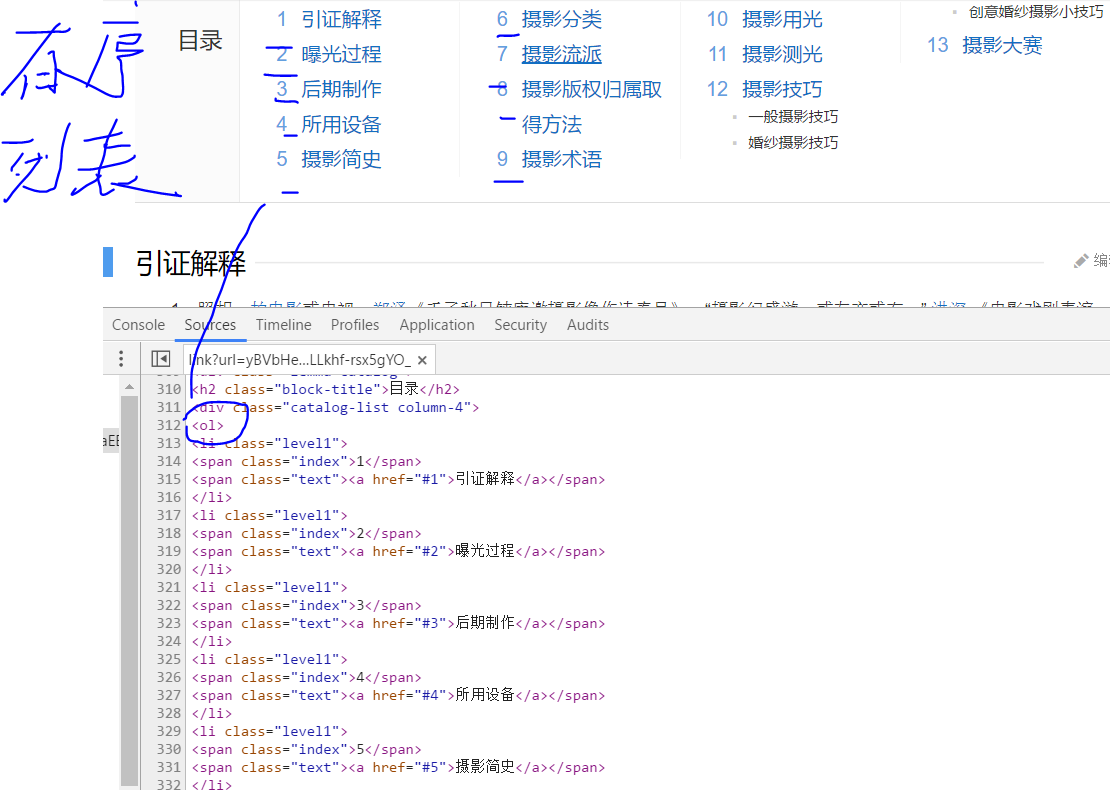 有序
列表
目录
1 引证解释
2 曝光过程
3 后期制作
4 所用设备
5 摄影简史
6 摄影分类
7 摄影流派
8 摄影版权归属取
得方法
9 摄影术语
10 摄影用光
11 摄影测光
12 摄影技巧
一般摄影技巧
婚纱摄影技巧
创意婚纱摄影小技巧
13 摄影大赛
引证解释
Console Sources Timeline Profiles Application Security Audits
link?url=yBVbHe...LLkhf-rsx5gYO_ ×
310 <h2 class="block-title">目录</h2>
311 <div class="catalog-list column-4">
312 <ol>
313 <li class="level1">
314 <span class="index">1</span>
315 <span class="text"><a href="#1">引证解释</a></span>
316 </li>
317 <li class="level1">
318 <span class="index">2</span>
319 <span class="text"><a href="#2">曝光过程</a></span>
320 </li>
321 <li class="level1">
322 <span class="index">3</span>
323 <span class="text"><a href="#3">后期制作</a></span>
324 </li>
325 <li class="level1">
326 <span class="index">4</span>
327 <span class="text"><a href="#4">所用设备</a></span>
328 </li>
329 <li class="level1">
330 <span class="index">5</span>
331 <span class="text"><a href="#5">摄影简史</a></span>
332 </li>